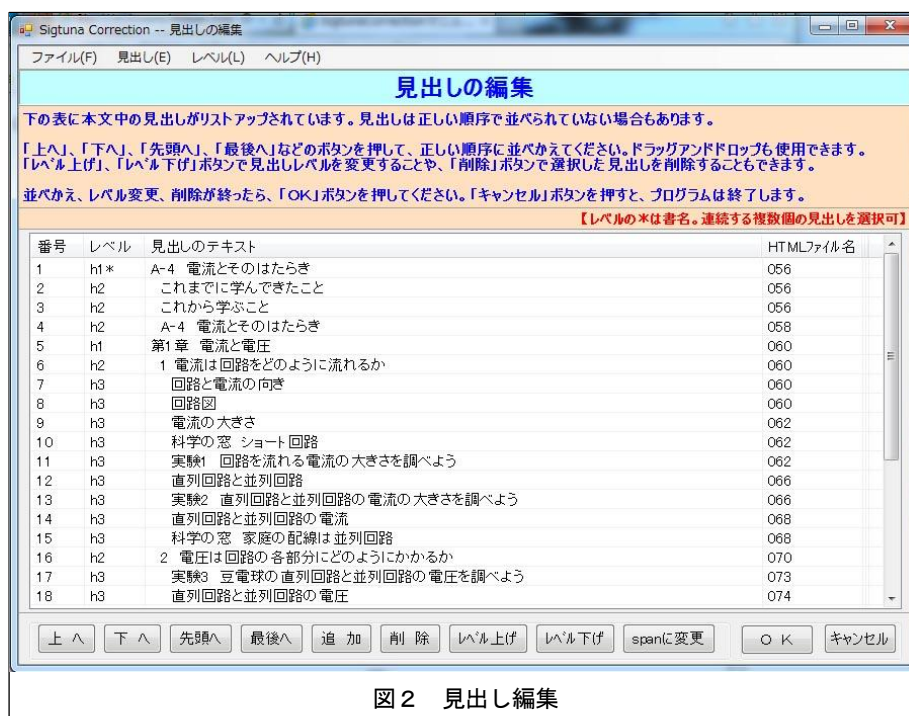 Sigtuna Correction -- 見出しの編集
ファイル(F) 見出し(E) レベル(L) ヘルプ(H)
見出しの編集
下の表に本文中の見出しがリストアップされています。見出しは正しい順序で並べられていない場合もあります。
「上へ」、「下へ」、「先頭へ」、「最後へ」などのボタンを押して、正しい順序に並べかえてください。ドラッグアンドドロップも使用できます。
「レベル上げ」、「レベル下げ」ボタンで見出しレベルを変更することや、「削除」ボタンで選択した見出しを削除することもできます。
並べかえ、レベル変更、削除が終ったら、「OK」ボタンを押してください。「キャンセル」ボタンを押すと、プログラムは終了します。
【レベルの*は書名。連続する複数個の見出しを選択可】
番号 レベル 見出しのテキスト HTMLファイル名
1 h1* A-4 電流とそのはたらき 056
2 h2 これまでに学んできたこと 056
3 h2 これから学ぶこと 056
4 h2 A-4 電流とそのはたらき 058
5 h1 第1章 電流と電圧 060
6 h2 1 電流は回路をどのように流れるか 060
7 h3 回路と電流の向き 060
8 h3 回路図 060
9 h3 電流の大きさ 062
10 h3 科学の窓 ショート回路 062
11 h3 実験1 回路を流れる電流の大きさを調べよう 062
12 h3 直列回路と並列回路 066
13 h3 実験2 直列回路と並列回路の電流の大きさを調べよう 066
14 h3 直列回路と並列回路の電流 068
15 h3 科学の窓 家庭の配線は並列回路 068
16 h2 2 電圧は回路の各部分にどのようにかかるか 070
17 h3 実験3 豆電球の直列回路と並列回路の電圧を調べよう 073
18 h3 直列回路と並列回路の電圧 074
上 へ 下 へ 先頭へ 最後へ 追 加 削 除 レベル上げ レベル下げ spanに変更 O K キャンセル
図2 見出し編集